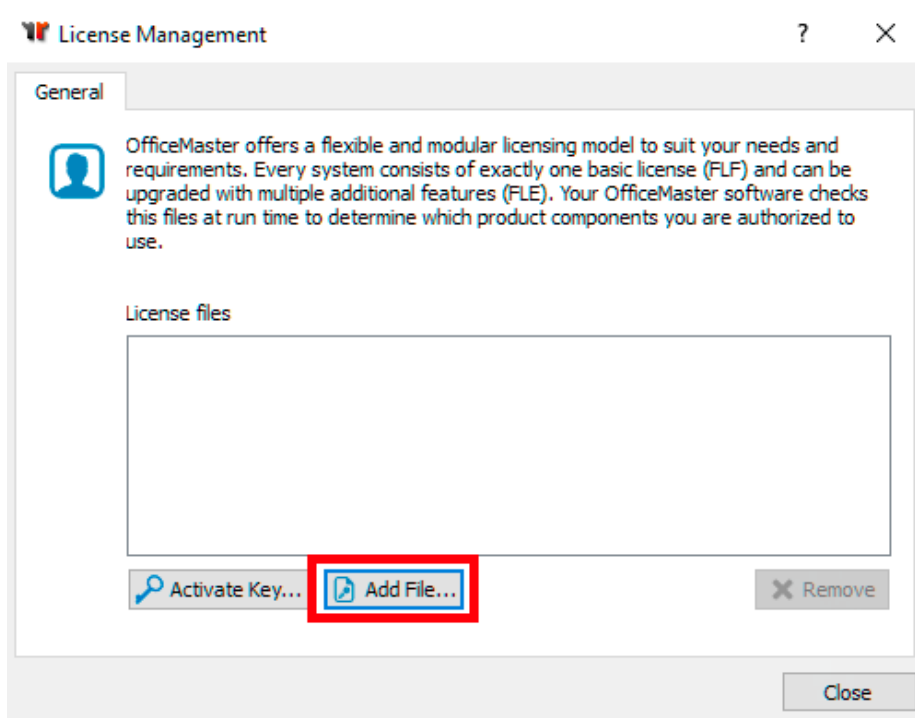 License Management
?
General
OfficeMaster offers a flexible and modular licensing model to suit your needs and
requirements. Every system consists of exactly one basic license (FLF) and can be
upgraded with multiple additional features (FLE). Your OfficeMaster software checks
this files at run time to determine which product components you are authorized to
use.
License files
Activate Key... Add File... Remove
Close